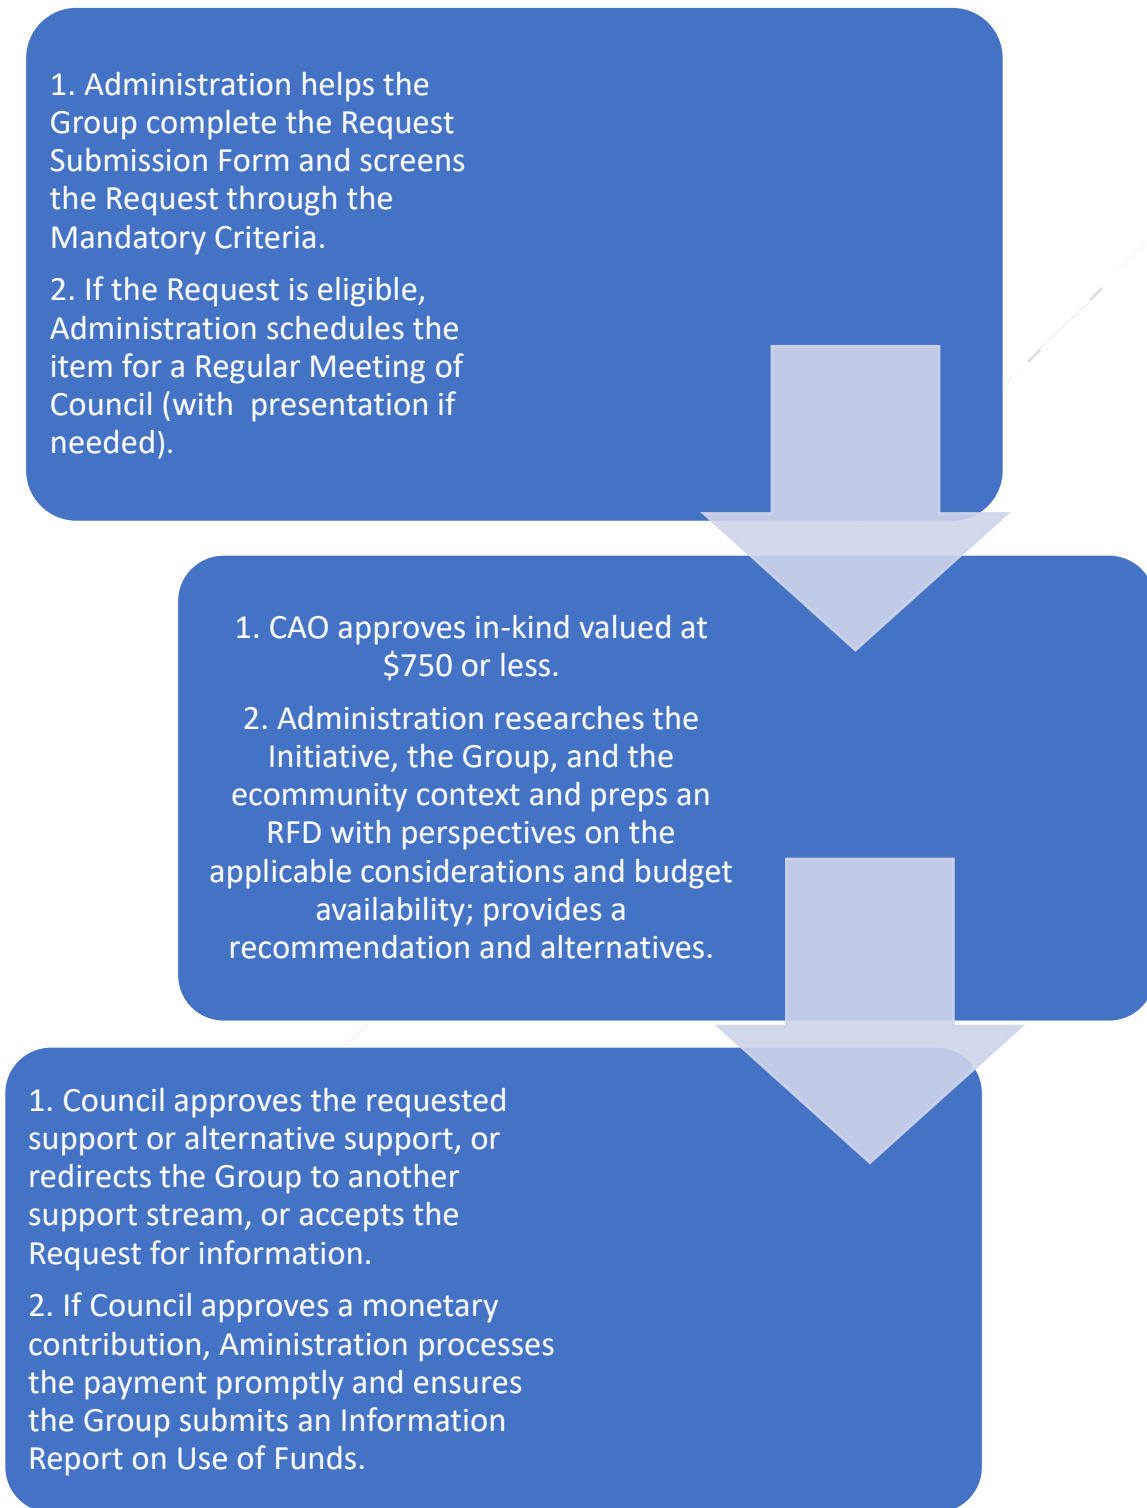 1. Administration helps the
Group complete the Request
Submission Form and screens
the Request through the
Mandatory Criteria.
2. If the Request is eligible,
Administration schedules the
item for a Regular Meeting of
Council (with  presentation if
needed).
1. CAO approves in-kind valued at
$750 or less.
2. Administration researches the
Initiative, the Group, and the
ecommunity context and preps an
RFD with perspectives on the
applicable considerations and budget
availability; provides a
recommendation and alternatives.
1. Council approves the requested
support or alternative support, or
redirects the Group to another
support stream, or accepts the
Request for information.
2. If Council approves a monetary
contribution, Aministration processes
the payment promptly and ensures
the Group submits an Information
Report on Use of Funds.